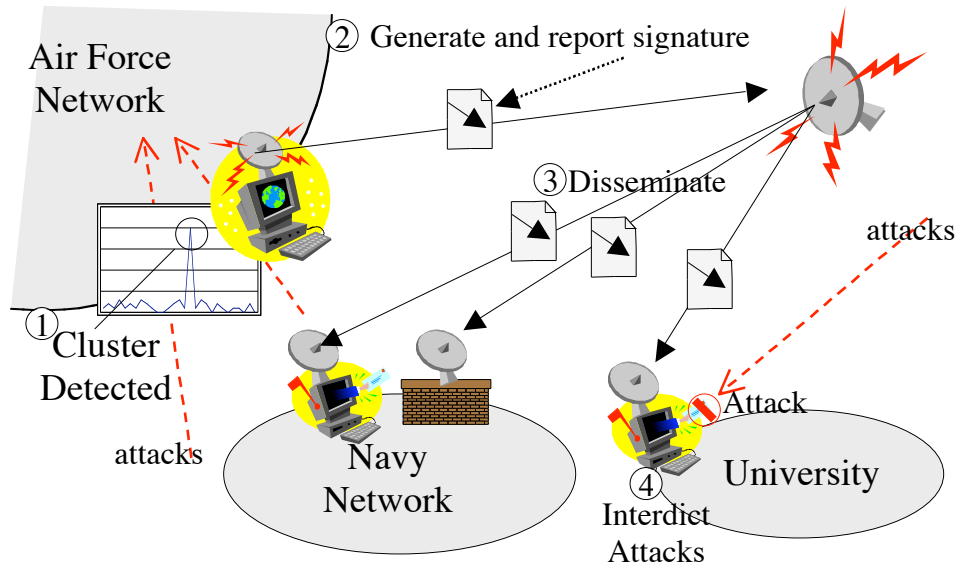 Air Force
Network
② Generate and report signature
③ Disseminate
attacks
①
Cluster
Detected
attacks
Navy
Network
Attack
University
④
Interdict
Attacks